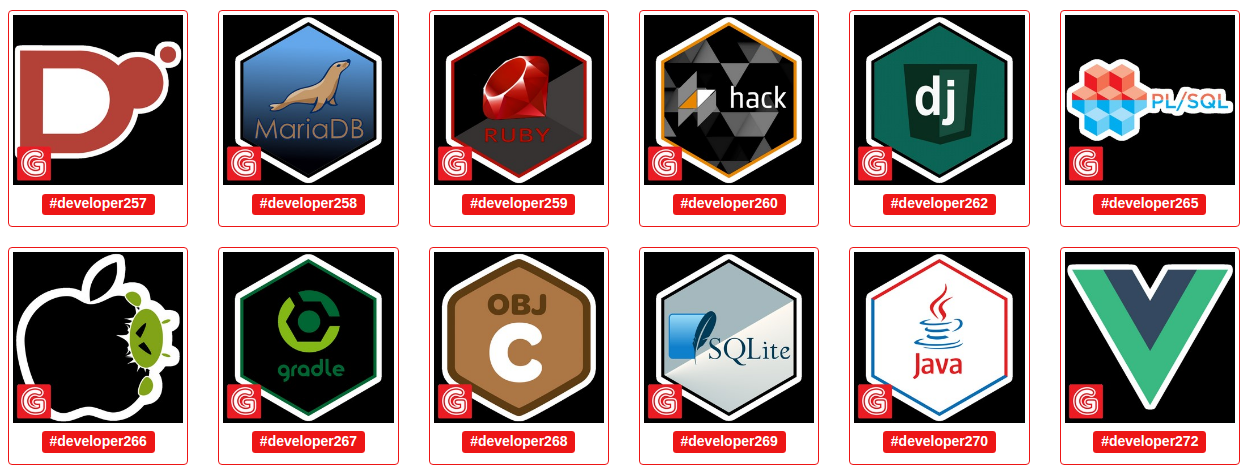 MariaDB
RUBY
hack
dj
PL/SQL
G
G
G
G
G
G
#developer257
#developer258
#developer259
#developer260
#developer262
#developer265
OBJ
C
gradle
SQLite
Java
G
G
G
G
G
G
#developer266
#developer267
#developer268
#developer269
#developer270
#developer272